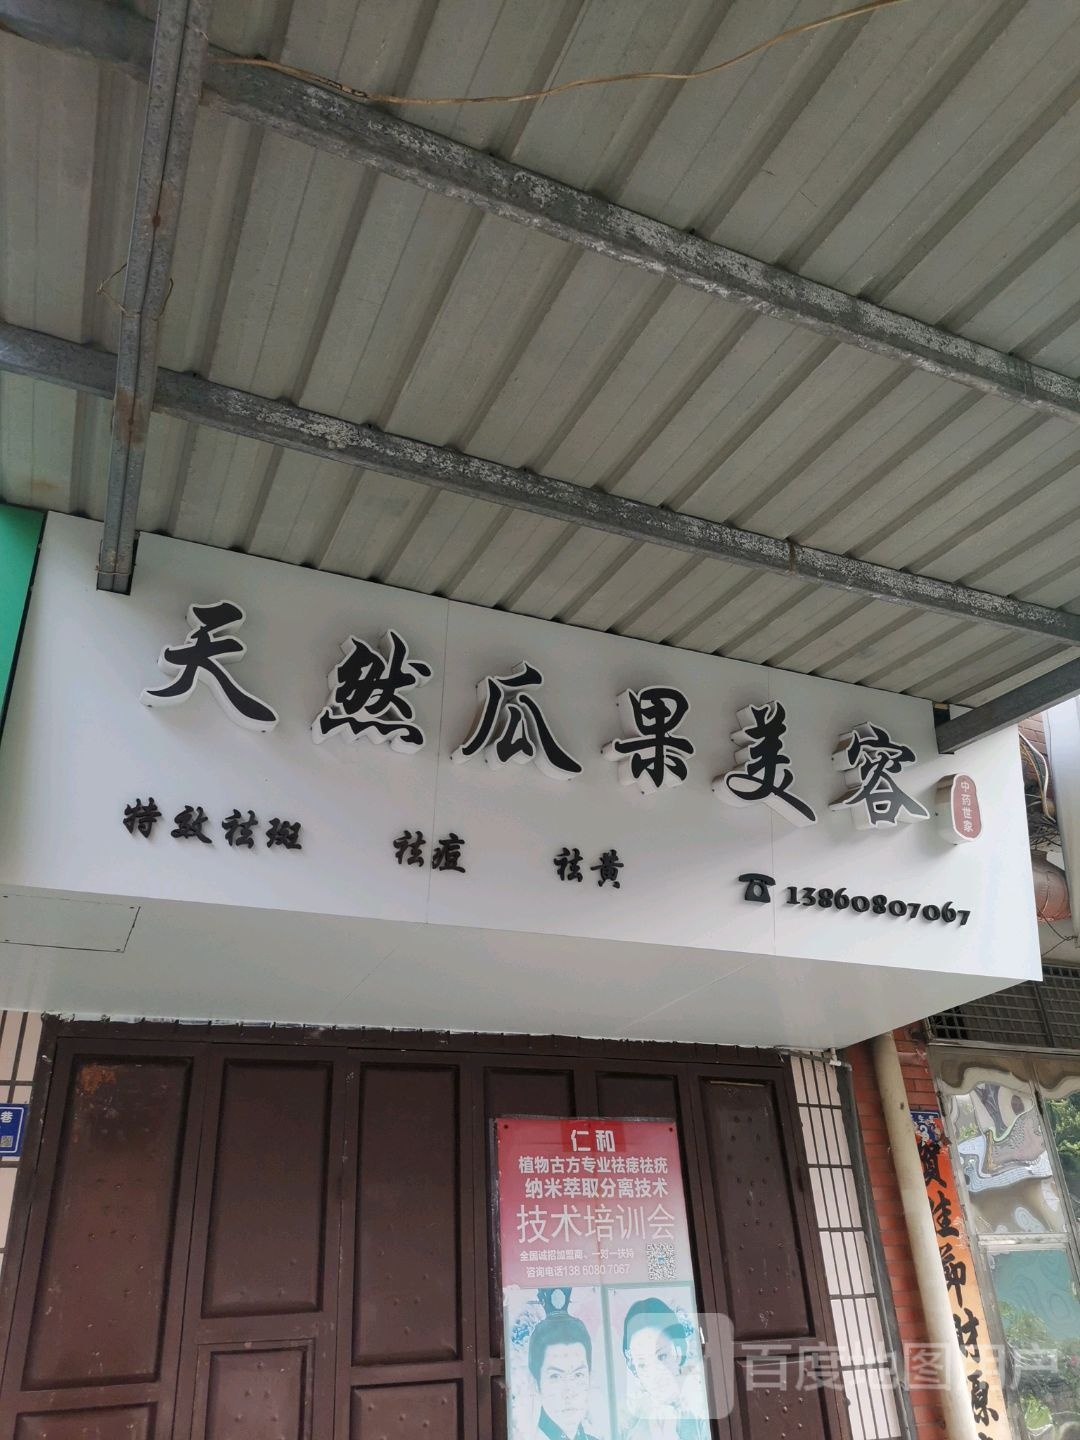 天然瓜果美容
中药世家
特效祛斑 祛痘 祛黄
☎13860807067
仁和
植物古方专业祛痣祛疣
纳米萃取分离技术
技术培训会
全国诚招加盟商、一对一扶持
咨询电话138 6080 7067
巷
百度地图用户